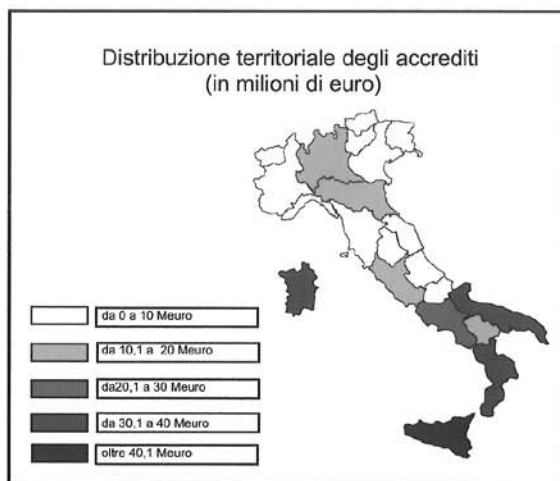 Distribuzione territoriale degli accrediti
(in milioni di euro)
da 0 a 10 Meuro
da 10,1 a 20 Meuro
da20,1 a 30 Meuro
da 30,1 a 40 Meuro
oltre 40,1 Meuro